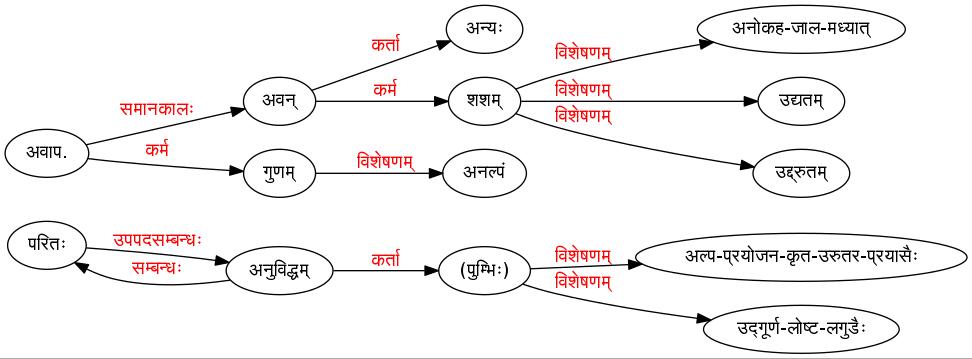 अन्यः
अनोकह-जाल-मध्यात्
कर्ता
विशेषणम्
अवन्
कर्म
शशम्
विशेषणम्
उद्यतम्
समानकालः
विशेषणम्
अवाप.
कर्म
गुणम्
विशेषणम्
अनल्पं
उद्द्रुतम्
परितः
उपपदसम्बन्धः
सम्बन्धः
अनुविद्धम्
कर्ता
(पुम्भिः)
विशेषणम्
अल्प-प्रयोजन-कृत-उरुतर-प्रयासैः
विशेषणम्
उद्गूर्ण-लोष्ट-लगुडैः